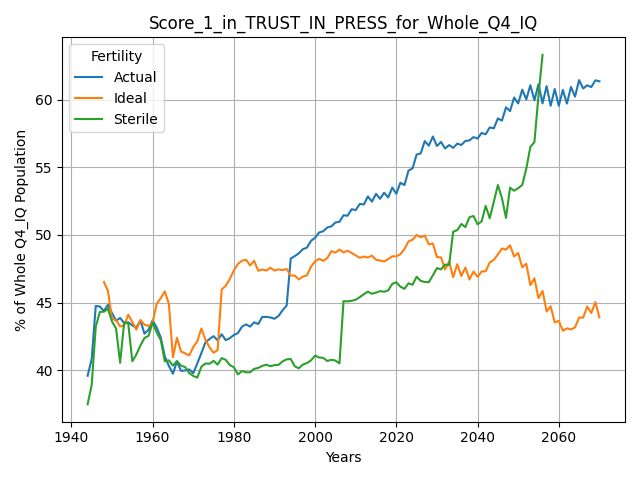 Score_1_in_TRUST_IN_PRESS_for_Whole_Q4_IQ
Fertility
Actual
Ideal
Sterile
% of Whole Q4_IQ Population
60
55
50
45
40
1940
1960
1980
2000
2020
2040
2060
Years